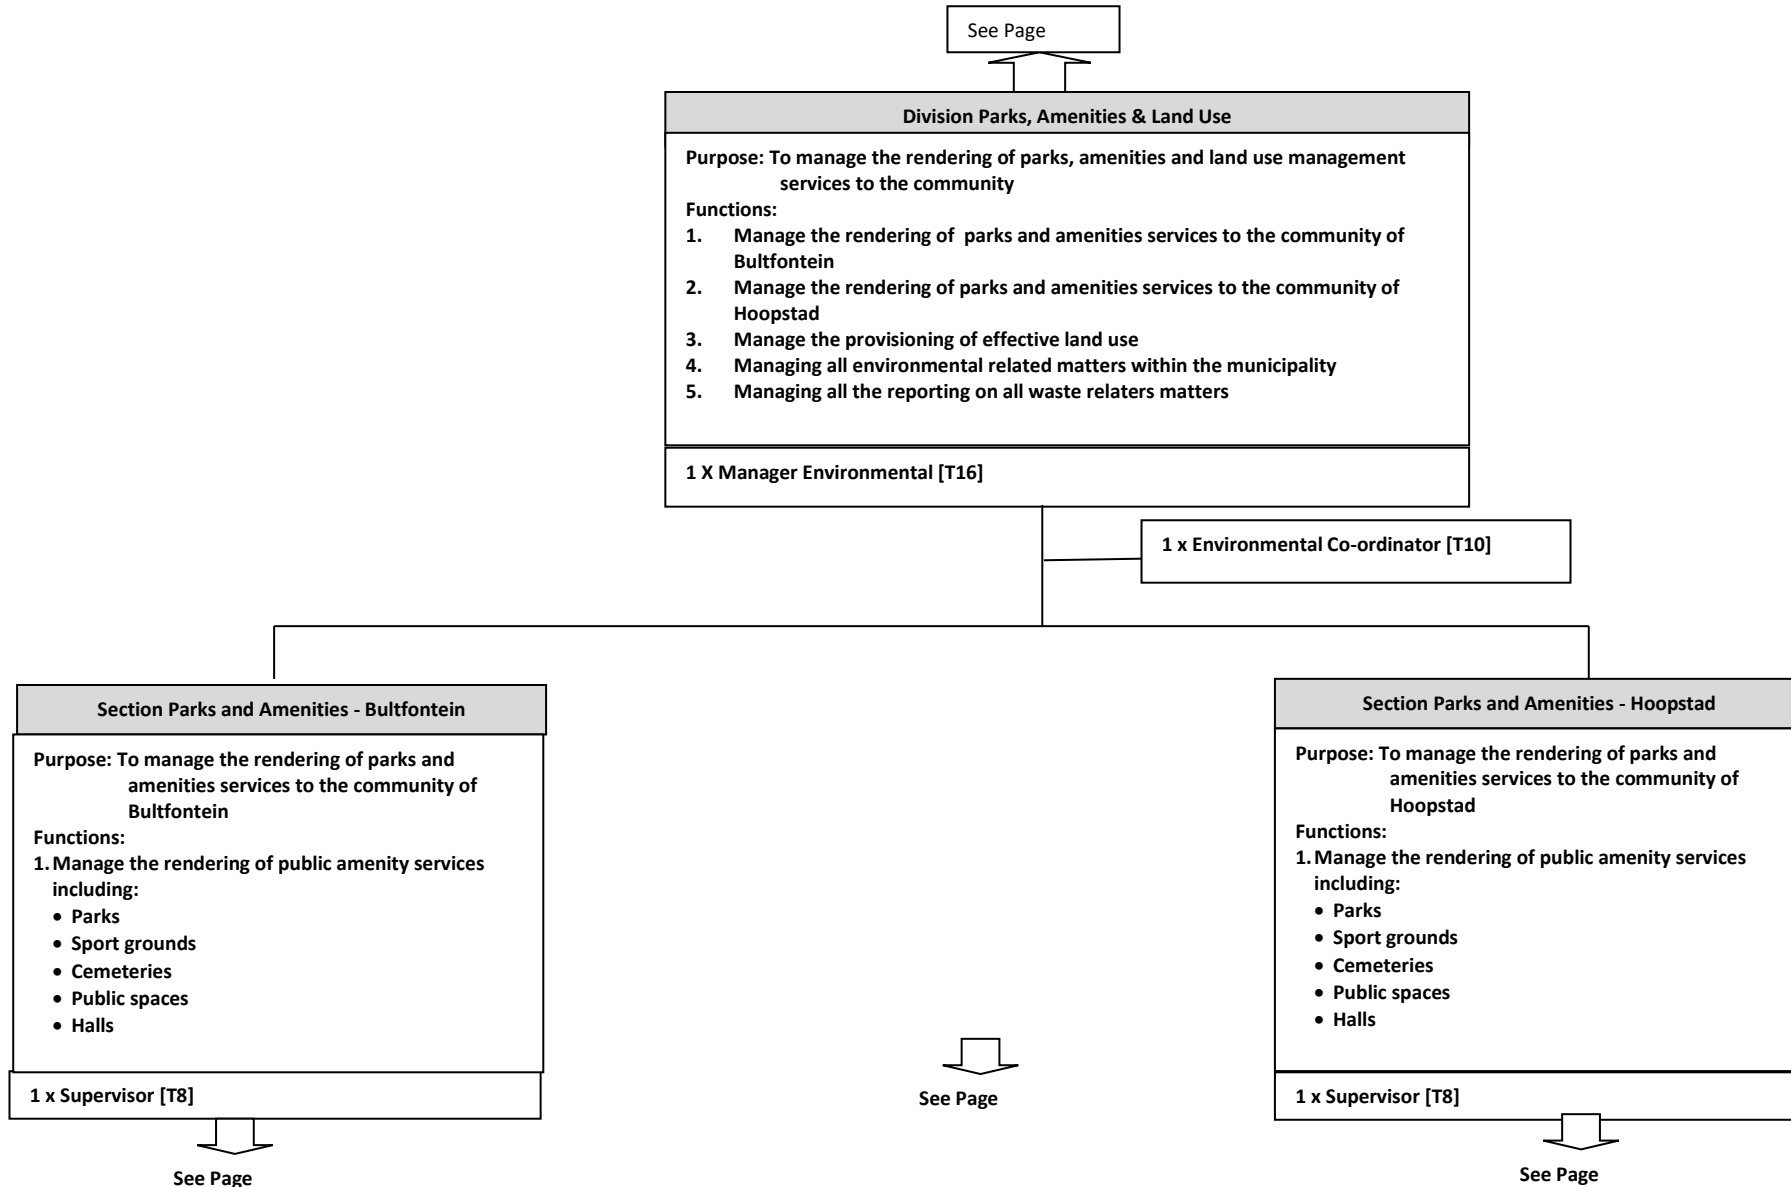 See Page
Division Parks, Amenities & Land Use
Purpose: To manage the rendering of parks, amenities and land use management
services to the community
Functions:
1. Manage the rendering of parks and amenities services to the community of
Bultfontein
2. Manage the rendering of parks and amenities services to the community of
Hoopstad
3. Manage the provisioning of effective land use
4. Managing all environmental related matters within the municipality
5. Managing all the reporting on all waste relaters matters
1 X Manager Environmental [T16]
1 x Environmental Co-ordinator [T10]
Section Parks and Amenities - Bultfontein
Purpose: To manage the rendering of parks and
amenities services to the community of
Bultfontein
Functions:
1. Manage the rendering of public amenity services
including:
• Parks
• Sport grounds
• Cemeteries
• Public spaces
• Halls
1 x Supervisor [T8]
See Page
See Page
Section Parks and Amenities - Hoopstad
Purpose: To manage the rendering of parks and
amenities services to the community of
Hoopstad
Functions:
1. Manage the rendering of public amenity services
including:
• Parks
• Sport grounds
• Cemeteries
• Public spaces
• Halls
1 x Supervisor [T8]
See Page